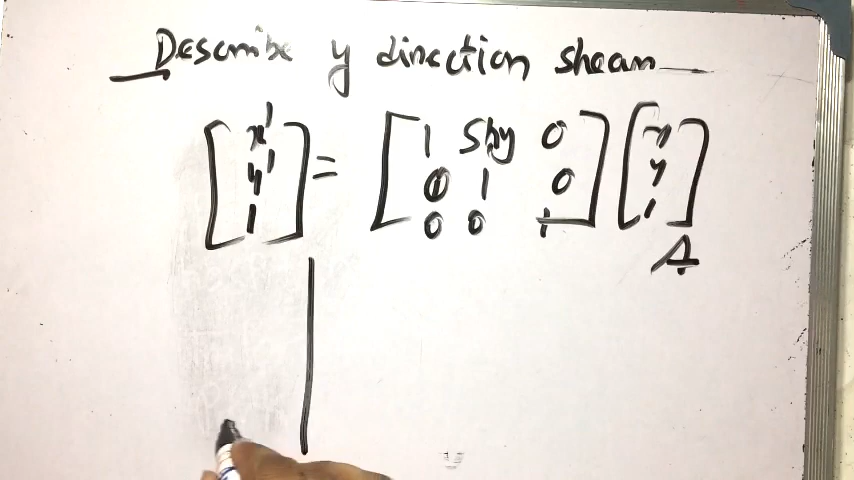 Describe y direction shear
[x' y' 1] = [1 Shy 0] [x y 1]
[0 1 0]
[0 0 1]
A